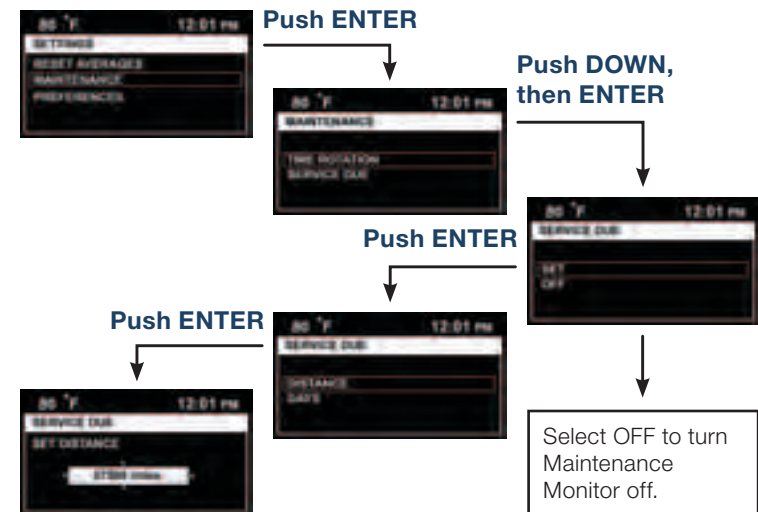 80 °F 12:01 PM
SETTINGS
RESET AVERAGES
MAINTENANCE
PREFERENCES
Push ENTER
80 °F 12:01 PM
MAINTENANCE
TIRE ROTATION
SERVICE DUE
Push DOWN,
then ENTER
80 °F 12:01 PM
SERVICE DUE
SET
OFF
Push ENTER
80 °F 12:01 PM
SERVICE DUE
DISTANCE
DAYS
Push ENTER
80 °F 12:01 PM
SERVICE DUE
SET DISTANCE
miles
Select OFF to turn
Maintenance
Monitor off.